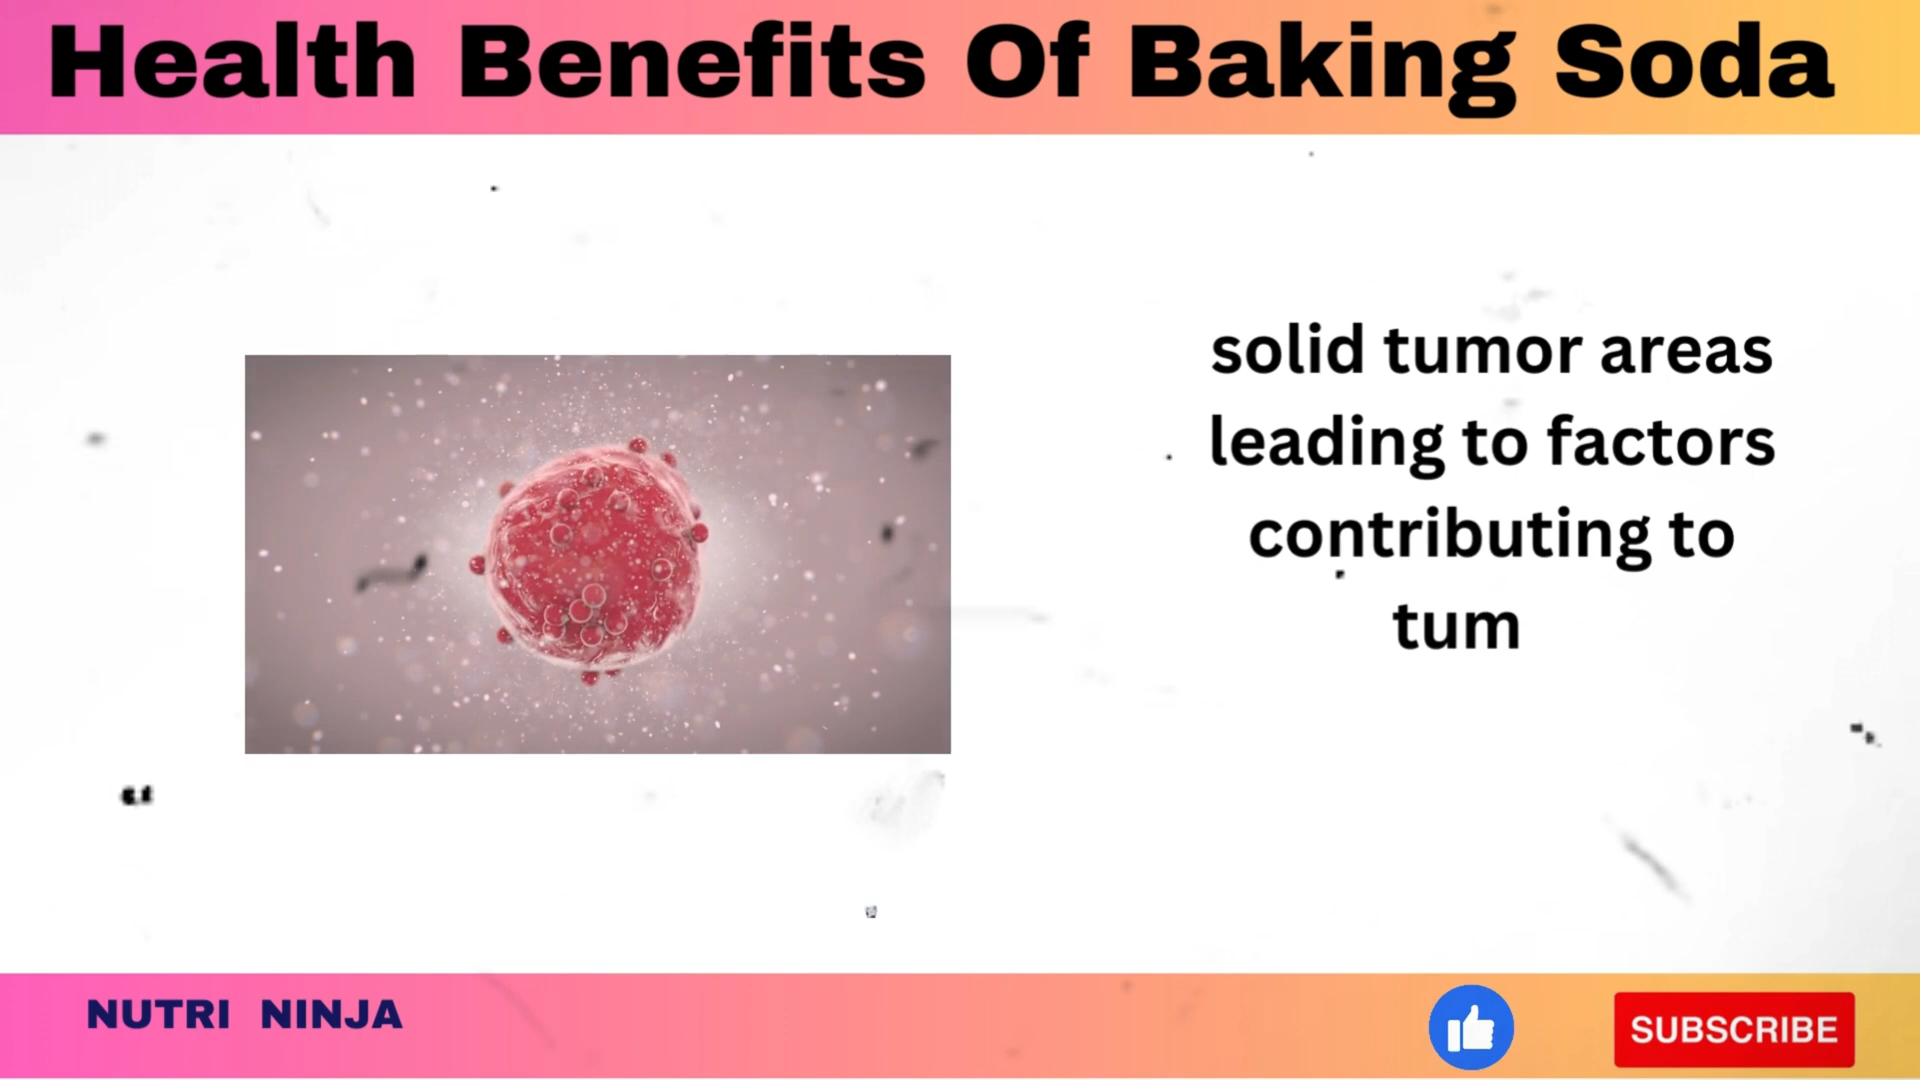 Health Benefits Of Baking Soda
solid tumor areas
leading to factors
contributing to
tum
NUTRI NINJA
SUBSCRIBE